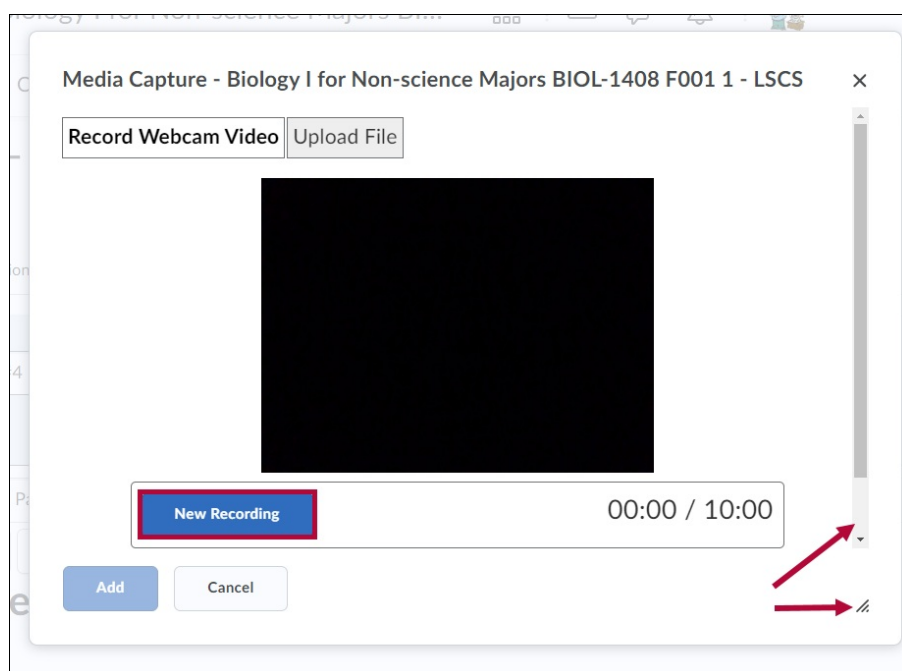 Media Capture - Biology I for Non-science Majors BIOL-1408 F001 1 - LSCS
Record Webcam Video Upload File
New Recording 00:00 / 10:00
Add Cancel